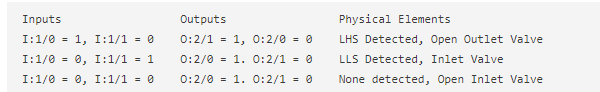 Inputs Outputs Physical Elements
I:1/0 = 1, I:1/1 = 0 O:2/1 = 1, O:2/0 = 0 LHS Detected, Open Outlet Valve
I:1/0 = 0, I:1/1 = 1 O:2/0 = 1. O:2/1 = 0 LLS Detected, Inlet Valve
I:1/0 = 0, I:1/1 = 0 O:2/0 = 1. O:2/1 = 0 None detected, Open Inlet Valve